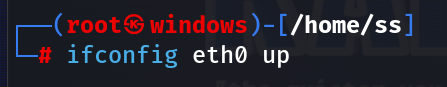 ┌──(root㉿windows)-[/home/ss]
└─# ifconfig eth0 up